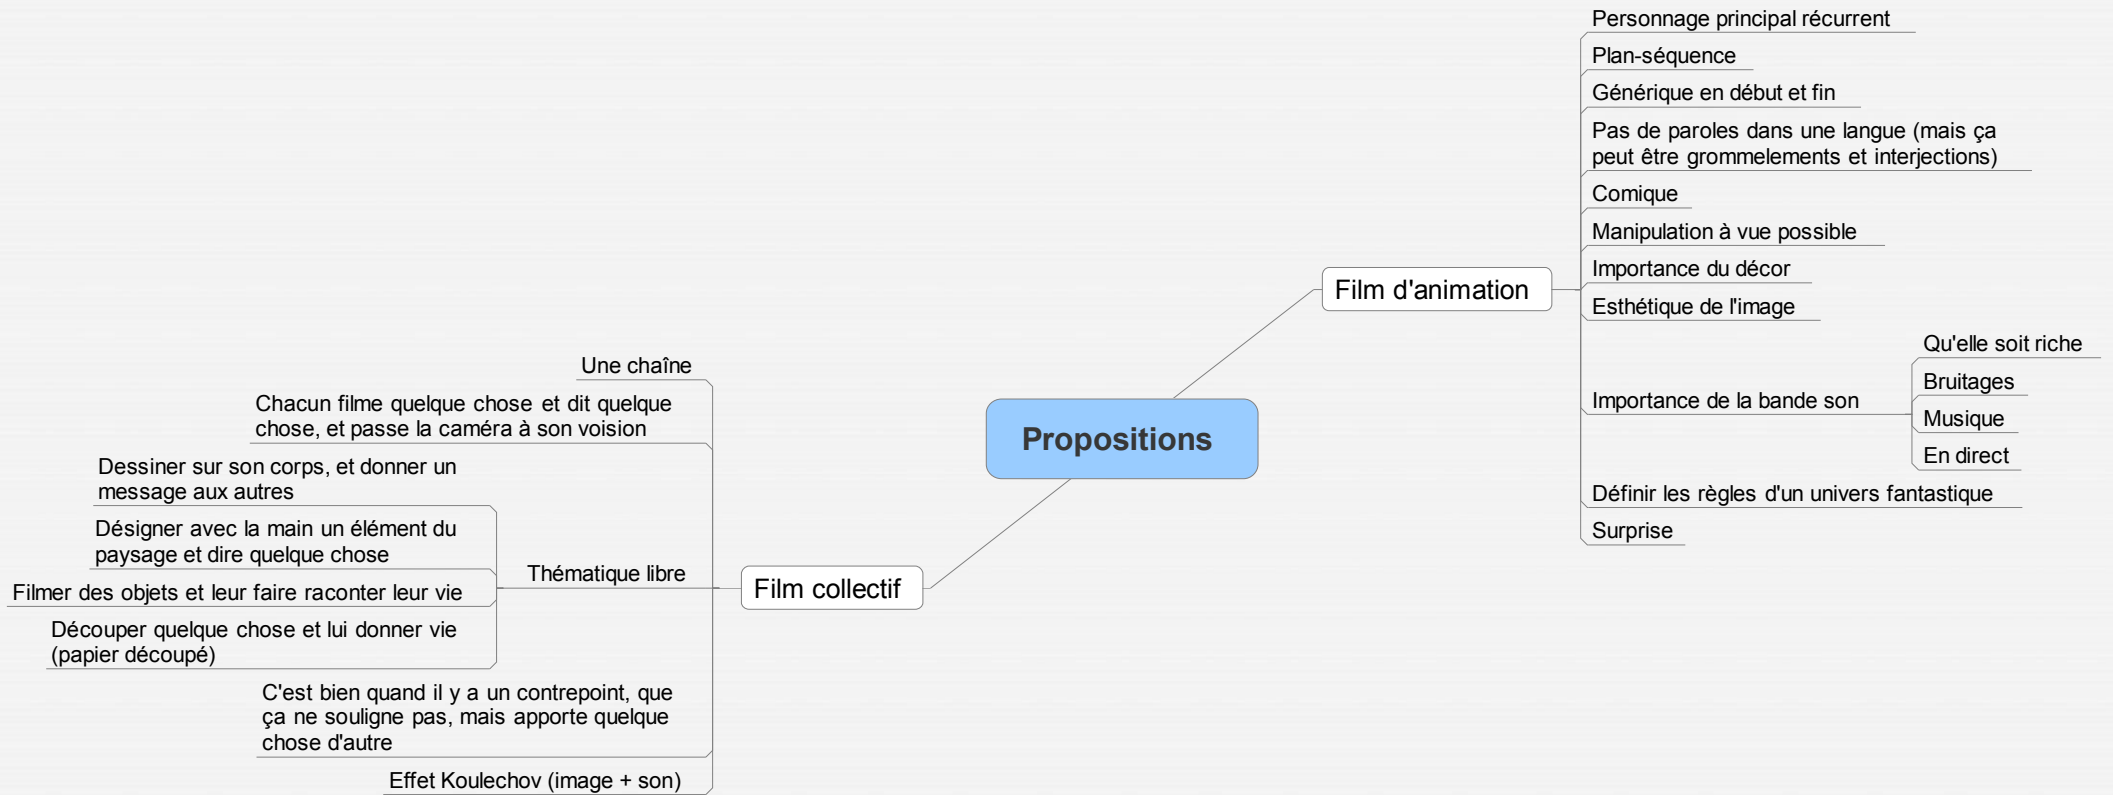 Propositions
Film d'animation
Personnage principal récurrent
Plan-séquence
Générique en début et fin
Pas de paroles dans une langue (mais ça
peut être grommelements et interjections)
Comique
Manipulation à vue possible
Importance du décor
Esthétique de l'image
Importance de la bande son
Qu'elle soit riche
Bruitages
Musique
En direct
Définir les règles d'un univers fantastique
Surprise
Film collectif
Une chaîne
Chacun filme quelque chose et dit quelque
chose, et passe la caméra à son voision
Thématique libre
Dessiner sur son corps, et donner un
message aux autres
Désigner avec la main un élément du
paysage et dire quelque chose
Filmer des objets et leur faire raconter leur vie
Découper quelque chose et lui donner vie
(papier découpé)
C'est bien quand il y a un contrepoint, que
ça ne souligne pas, mais apporte quelque
chose d'autre
Effet Koulechov (image + son)